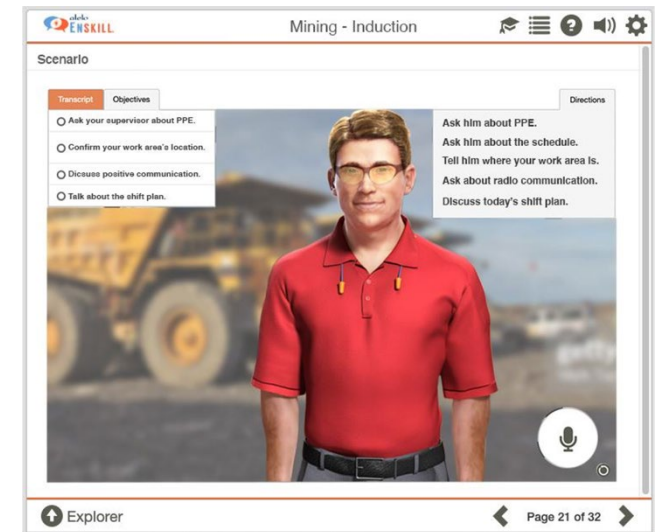 alelo
ENSKILL
Mining - Induction
Scenario
Transcript
Objectives
Ask your supervisor about PPE.
Confirm your work area's location.
Dicsuss positive communication.
Talk about the shift plan.
Directions
Ask him about PPE.
Ask him about the schedule.
Tell him where your work area is.
Ask about radio communication.
Discuss today's shift plan.
Explorer
Page 21 of 32